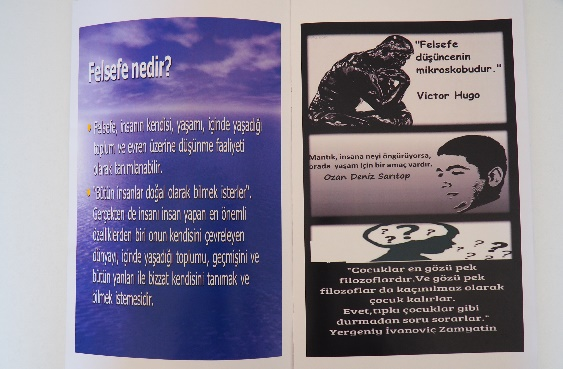 Felsefe nedir?
Felsefe, insanın kendisi, yaşamı, içinde yaşadığı
toplum ve evren üzerine düşünme faaliyeti
olarak tanımlanabilir.
"Bütün insanlar doğal olarak bilmek isterler".
Gerçekten de insanı insan yapan en önemli
özelliklerden biri onun kendisini çevreleyen
dünyayı, içinde yaşadığı toplumu, geçmişini ve
bütün yanları ile bizzat kendisini tanımak ve
bilmek istemesidir.
"Felsefe
düşüncenin
mikroskobudur."
Victor Hugo
Mantık, insana neyi öngürüyorsa,
orada yaşam için bir amaç vardır.
Ozan Deniz Sarıtop
"Çocuklar en gözü pek
filozoflardır.Ve gözü pek
filozoflar da kaçınılmaz olarak
çocuk kalırlar.
Evet,tıpkı çocuklar gibi
durmadan soru sorarlar."
Yergeniy İvanoviç Zamyatin